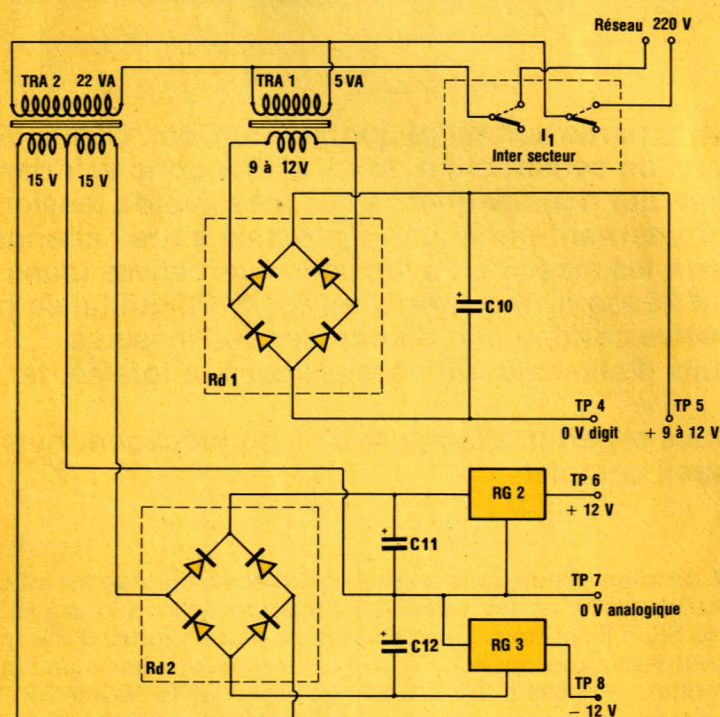 Réseau 220 V
TRA 2 22 VA
TRA 1 5 VA
I1
Inter secteur
15 V 15 V
9 à 12 V
+
C10
Rd 1
TP 4
0 V digit
TP 5
+ 9 à 12 V
RG 2
TP 6
+ 12 V
+
C11
TP 7
0 V analogique
+
C12
RG 3
Rd 2
TP 8
− 12 V